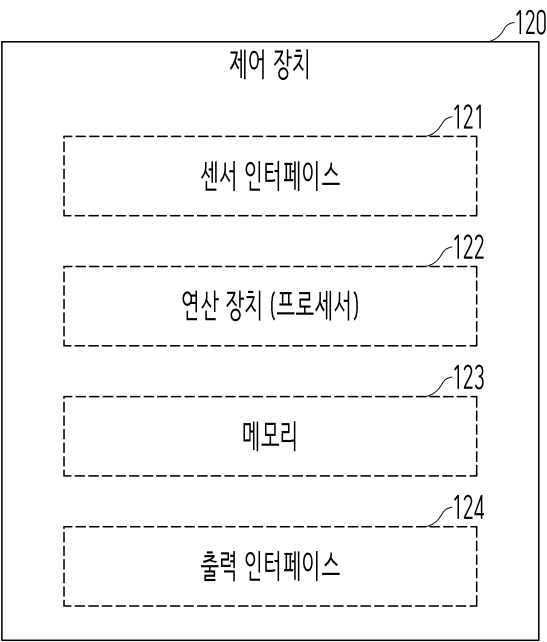 120
제어 장치
121
센서 인터페이스
122
연산 장치 (프로세서)
123
메모리
124
출력 인터페이스